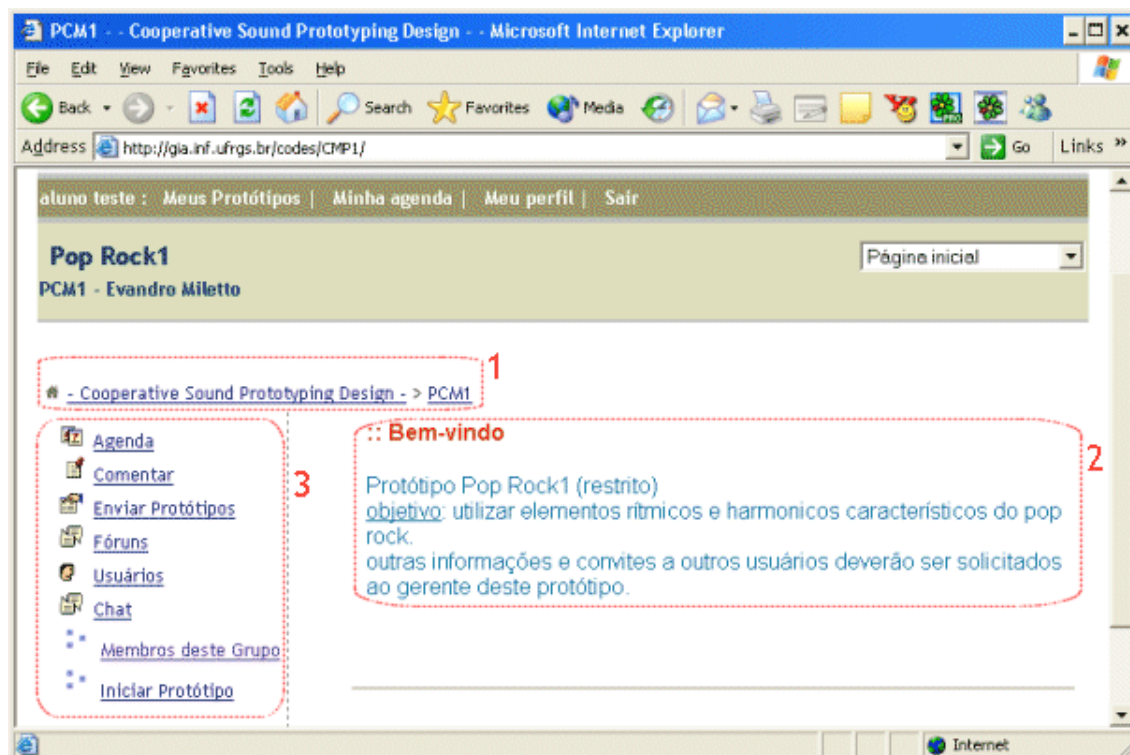 PCM1 - - Cooperative Sound Prototyping Design - - Microsoft Internet Explorer
File Edit View Favorites Tools Help
Back Search Favorites Media
Address http://gia.inf.ufrgs.br/codes/CMP1/ Go Links »
aluno teste : Meus Protótipos | Minha agenda | Meu perfil | Sair
Pop Rock1 Página inicial
PCM1 - Evandro Miletto
1
- Cooperative Sound Prototyping Design - > PCM1
:: Bem-vindo
2
3
Agenda
Comentar
Enviar Protótipos
Fóruns
Usuários
Chat
Membros deste Grupo
Iniciar Protótipo
Protótipo Pop Rock1 (restrito)
objetivo: utilizar elementos rítmicos e harmonicos característicos do pop
rock.
outras informações e convites a outros usuários deverão ser solicitados
ao gerente deste protótipo.
Internet